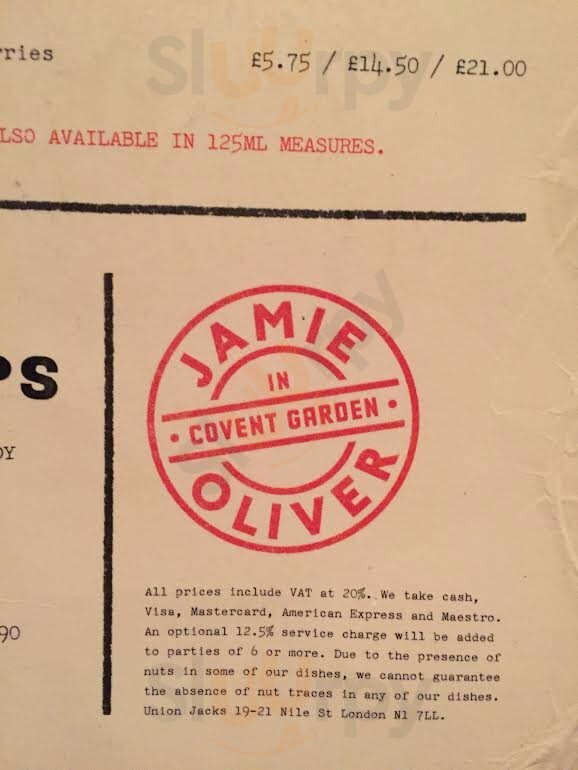 rries
£5.75 / £14.50 / £21.00
LSO AVAILABLE IN 125ML MEASURES.
PS
OY
90
JAMIE
IN
• COVENT GARDEN •
OLIVER
All prices include VAT at 20%. We take cash,
Visa, Mastercard, American Express and Maestro.
An optional 12.5% service charge will be added
to parties of 6 or more. Due to the presence of
nuts in some of our dishes, we cannot guarantee
the absence of nut traces in any of our dishes.
Union Jacks 19-21 Nile St London N1 7LL.
Sluurpy
Sluurpy
Sluurpy